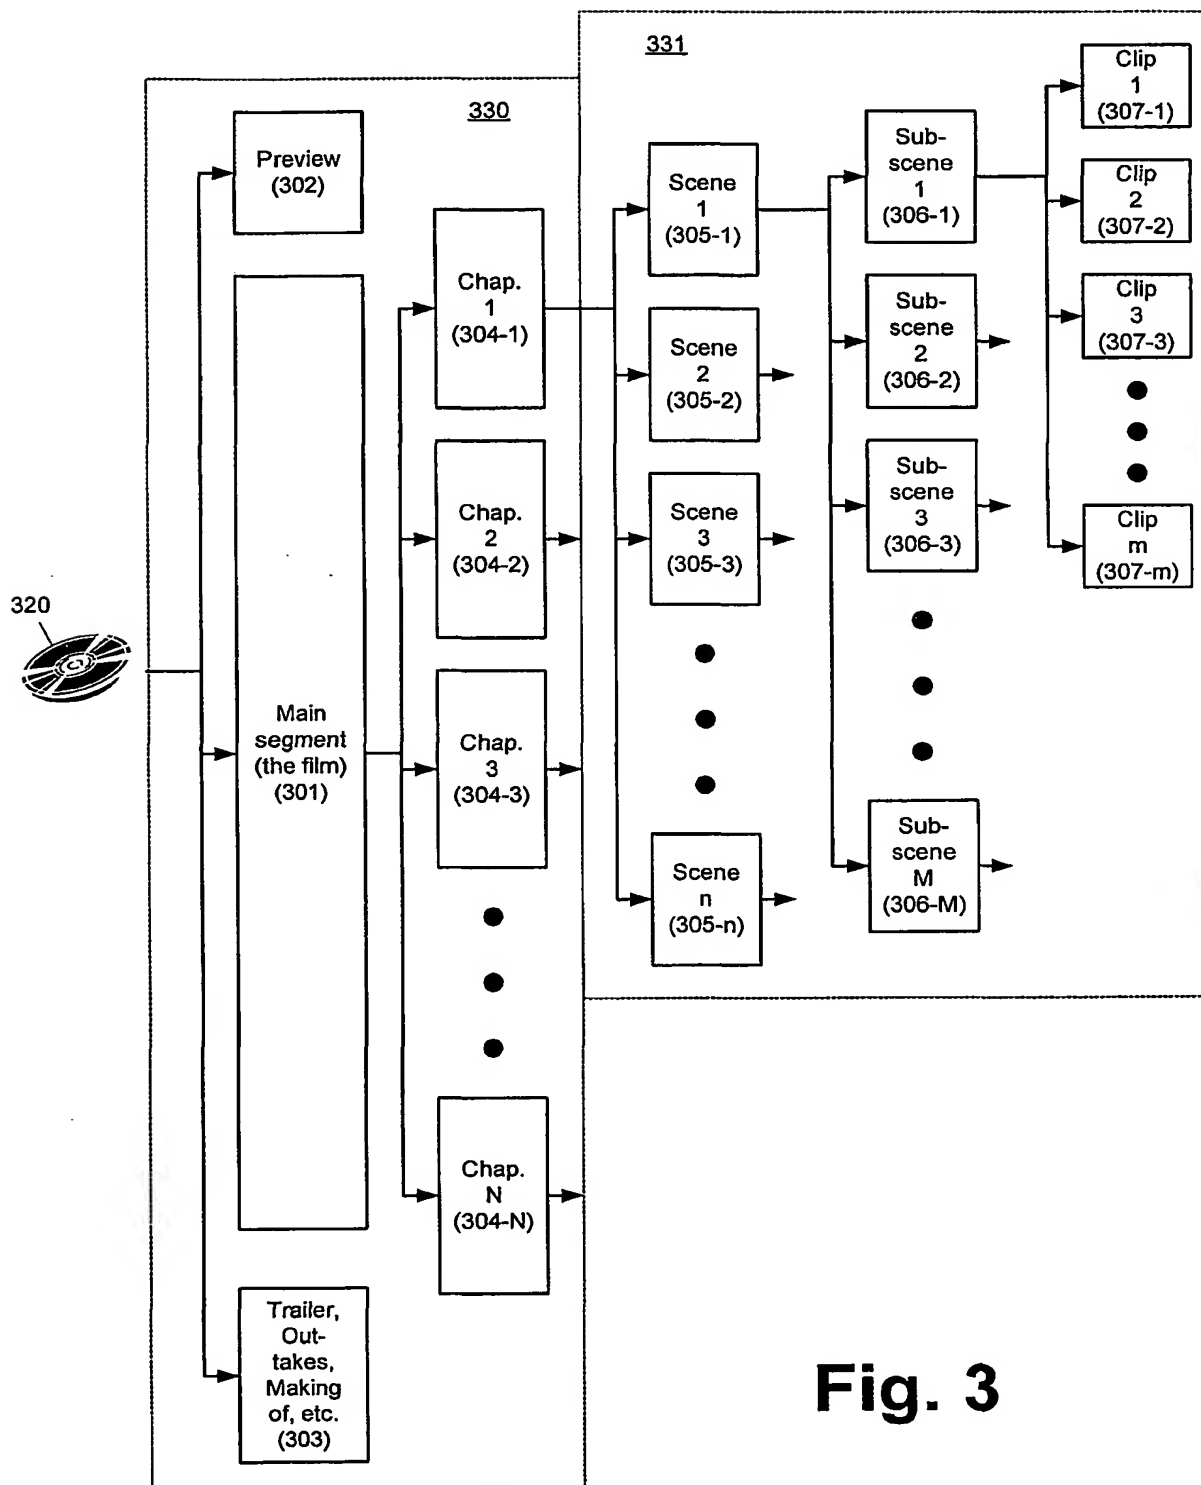 331
330
320
Preview
(302)
Main
segment
(the film)
(301)
Trailer,
Out-
takes,
Making
of, etc.
(303)
Chap.
1
(304-1)
Chap.
2
(304-2)
Chap.
3
(304-3)
Chap.
N
(304-N)
Scene
1
(305-1)
Scene
2
(305-2)
Scene
3
(305-3)
Scene
n
(305-n)
Sub-
scene
1
(306-1)
Sub-
scene
2
(306-2)
Sub-
scene
3
(306-3)
Sub-
scene
M
(306-M)
Clip
1
(307-1)
Clip
2
(307-2)
Clip
3
(307-3)
Clip
m
(307-m)
Fig. 3